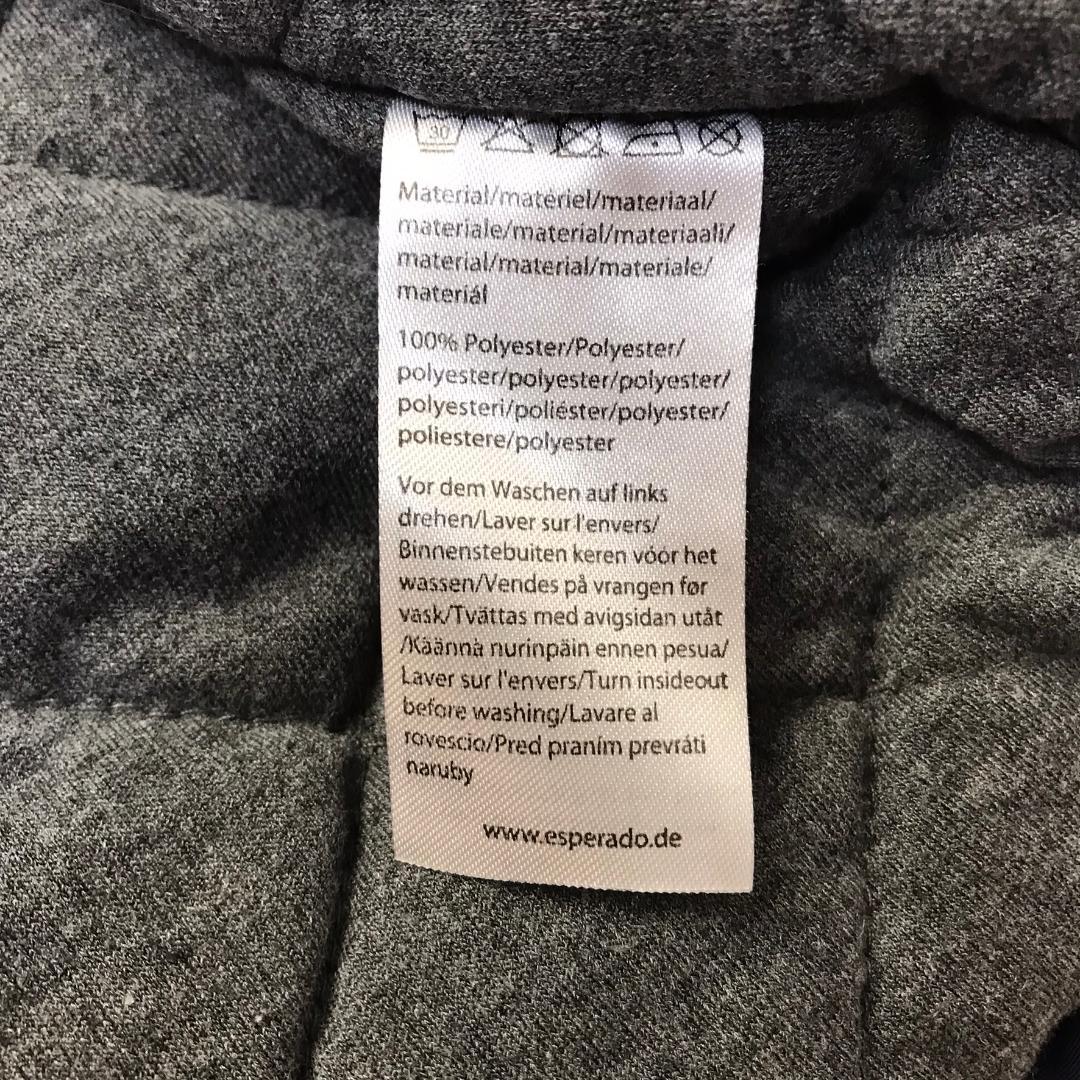 30
Material/matériel/materiaal/
materiale/material/materiaali/
material/material/materiale/
materiál
100% Polyester/Polyester/
polyester/polyester/polyester/
polyesteri/poliéster/polyester/
poliestere/polyester
Vor dem Waschen auf links
drehen/Laver sur l'envers/
Binnenstebuiten keren vóór het
wassen/Vendes på vrangen før
vask/Tvättas med avigsidan utåt
/Käännä nurinpäin ennen pesua/
Laver sur l'envers/Turn insideout
before washing/Lavare al
rovescio/Pred praním prevráti
naruby
www.esperado.de